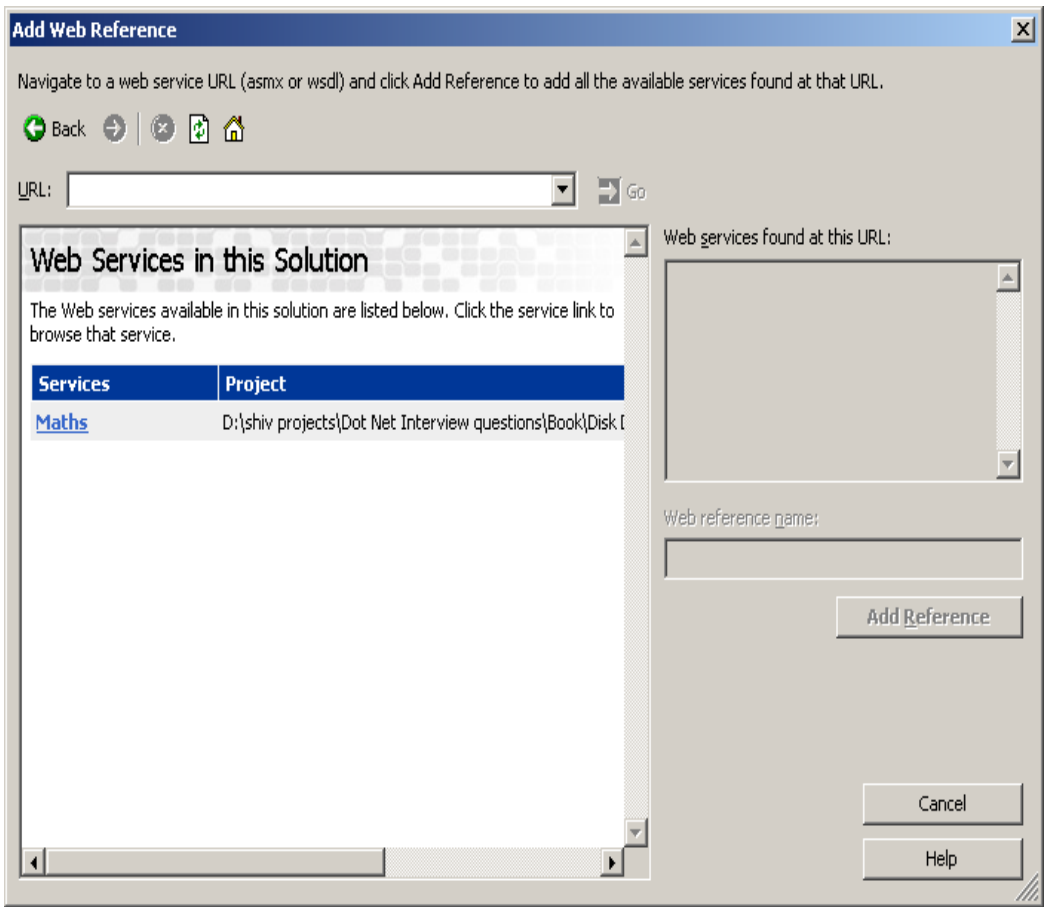 Add Web Reference
Navigate to a web service URL (asmx or wsdl) and click Add Reference to add all the available services found at that URL.
Back
URL:
Go
Web Services in this Solution
The Web services available in this solution are listed below. Click the service link to
browse that service.
Services Project
Maths D:\shiv projects\Dot Net Interview questions\Book\Disk
Web services found at this URL:
Web reference name:
Add Reference
Cancel
Help